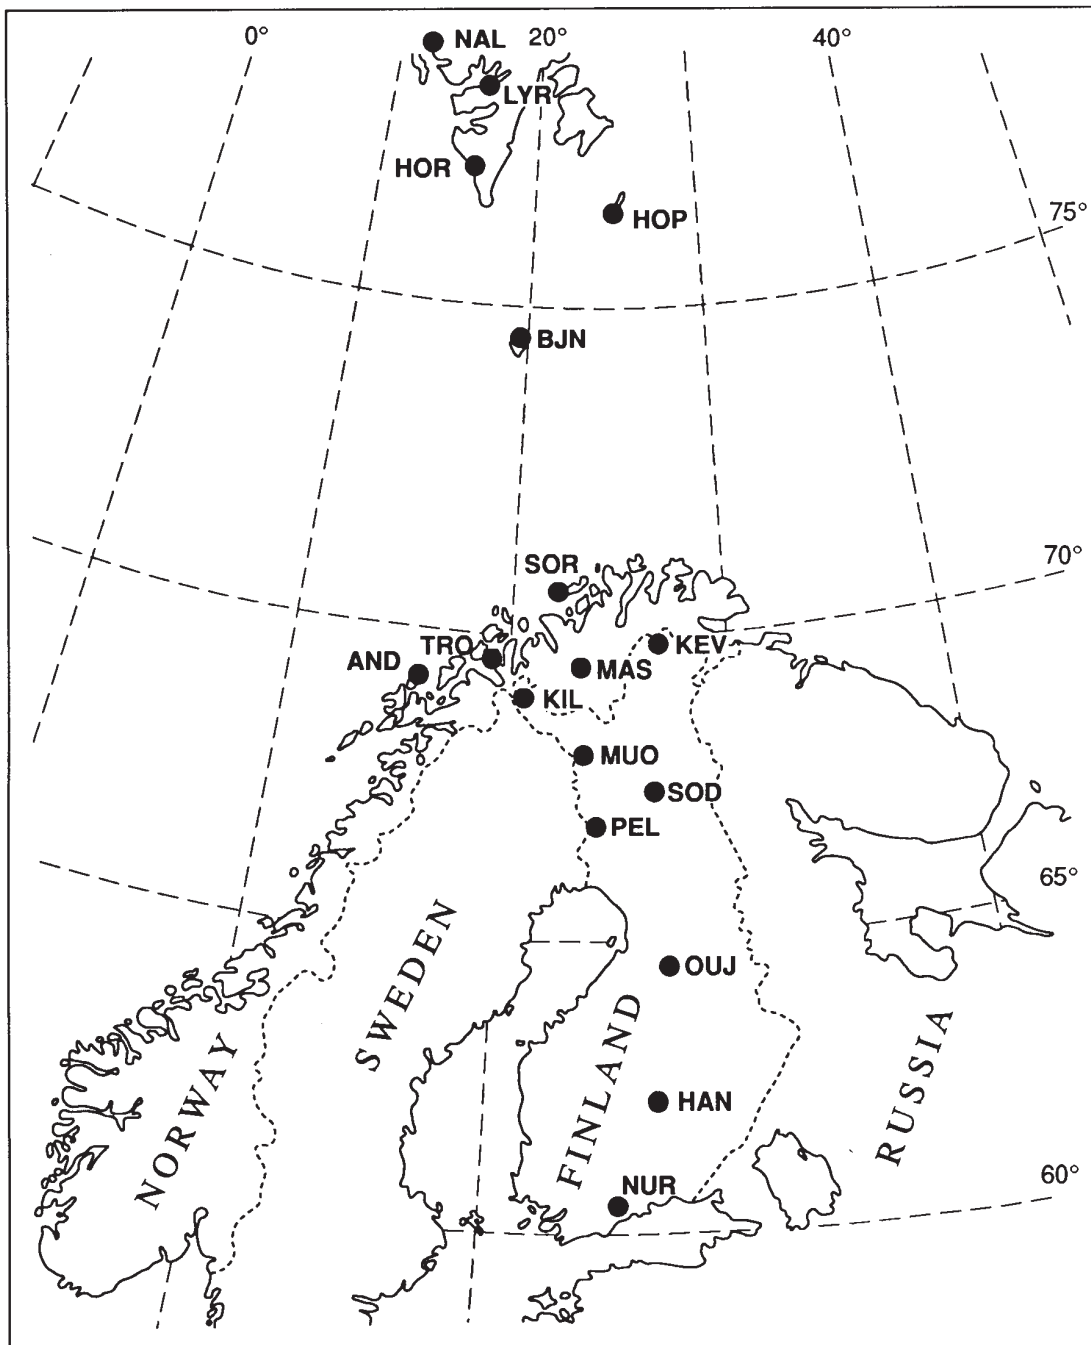 0° 20° 40°
NAL
LYR
HOR
HOP
75°
BJN
70°
SOR
TRO
KEV
AND
MAS
KIL
MUO
SOD
PEL
65°
SWEDEN
OUJ
FINLAND
NORWAY
RUSSIA
HAN
60°
NUR